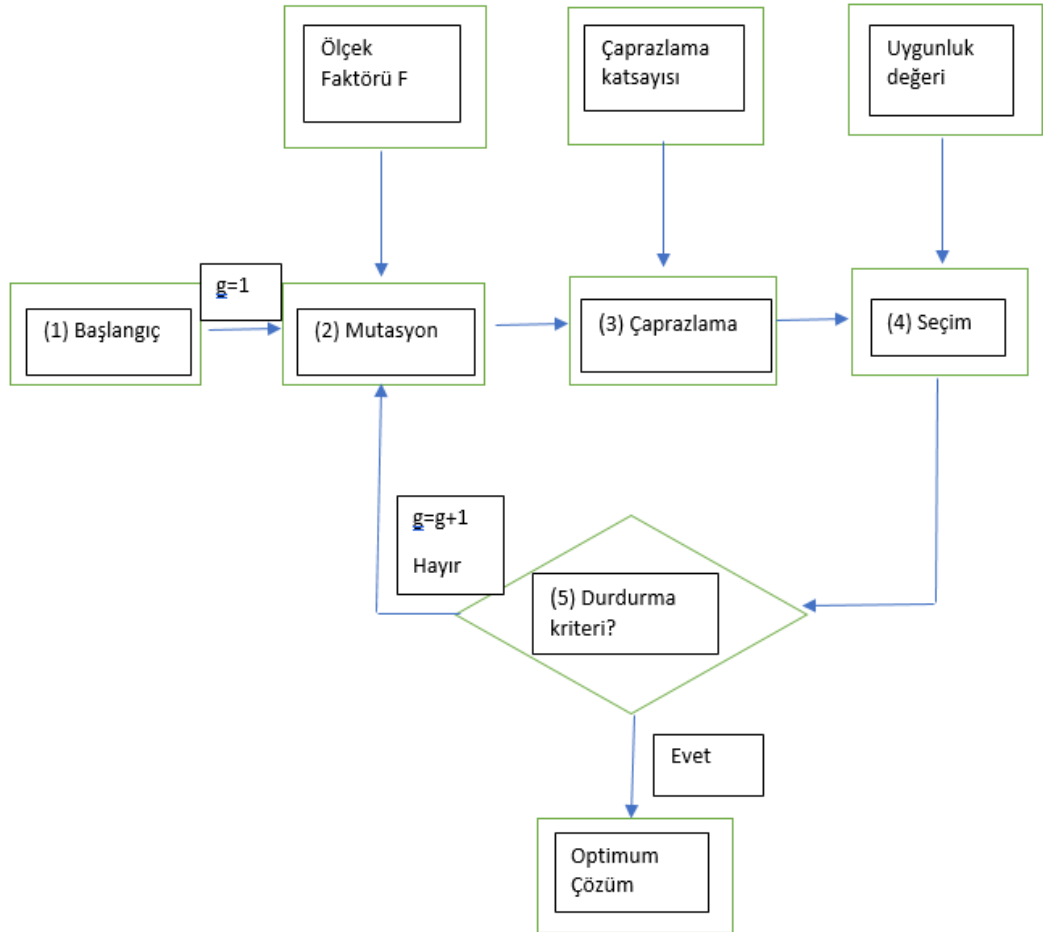 Ölçek
Faktörü F
Çaprazlama
katsayısı
Uygunluk
değeri
g=1
(1) Başlangıç
(2) Mutasyon
(3) Çaprazlama
(4) Seçim
g=g+1
Hayır
(5) Durdurma
kriteri?
Evet
Optimum
Çözüm